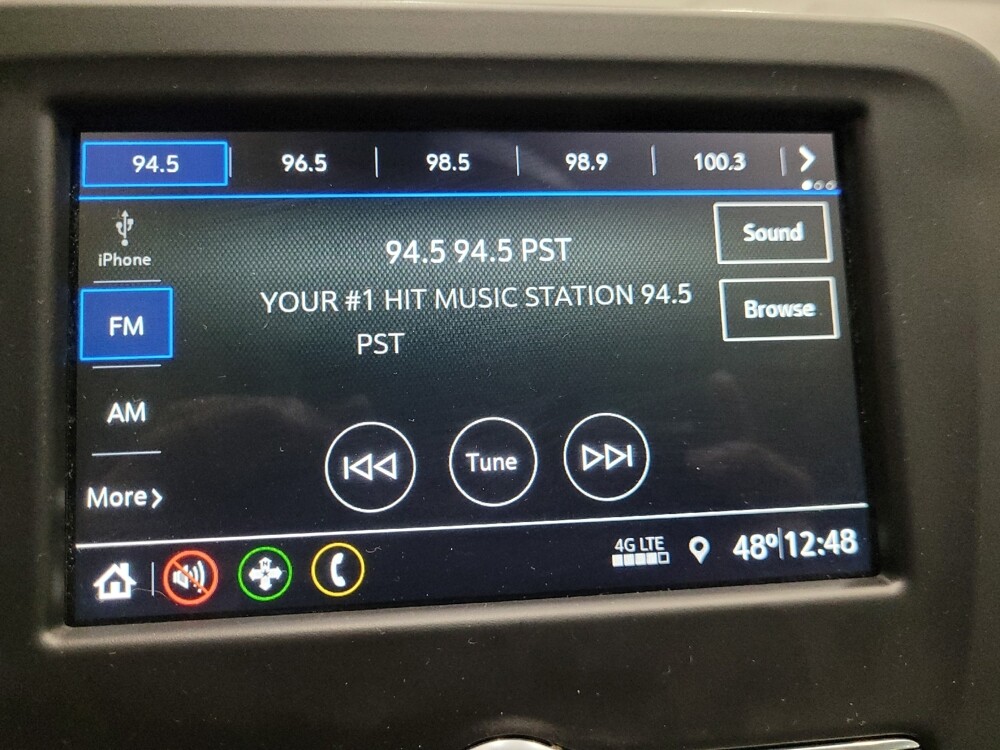 94.5 96.5 98.5 98.9 100.3
iPhone
FM
AM
More
94.5 94.5 PST
YOUR #1 HIT MUSIC STATION 94.5
PST
Sound
Browse
Tune
4G LTE
48° 12:48